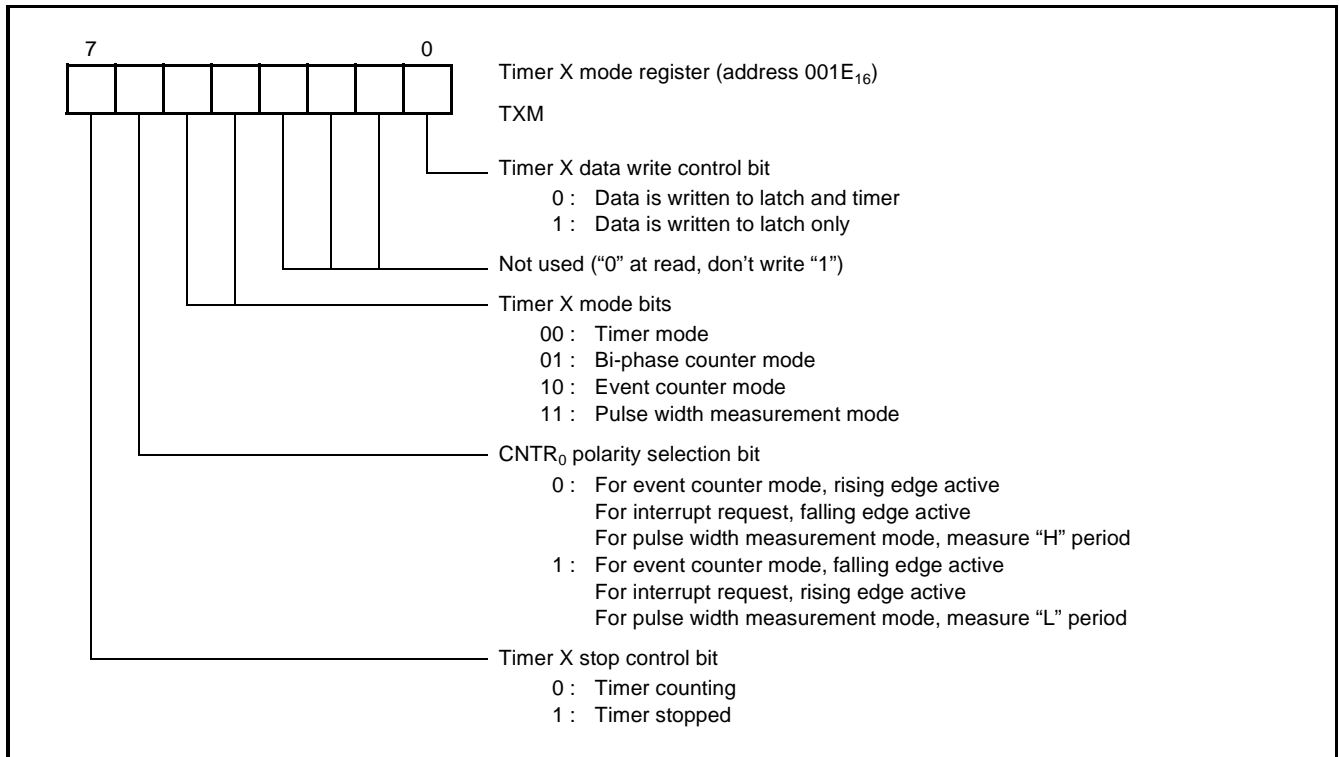 7 0
Timer X mode register (address 001E₁₆)
TXM
Timer X data write control bit
0 : Data is written to latch and timer
1 : Data is written to latch only
Not used (“0” at read, don’t write “1”)
Timer X mode bits
00 : Timer mode
01 : Bi-phase counter mode
10 : Event counter mode
11 : Pulse width measurement mode
CNTR₀ polarity selection bit
0 : For event counter mode, rising edge active
For interrupt request, falling edge active
For pulse width measurement mode, measure “H” period
1 : For event counter mode, falling edge active
For interrupt request, rising edge active
For pulse width measurement mode, measure “L” period
Timer X stop control bit
0 : Timer counting
1 : Timer stopped